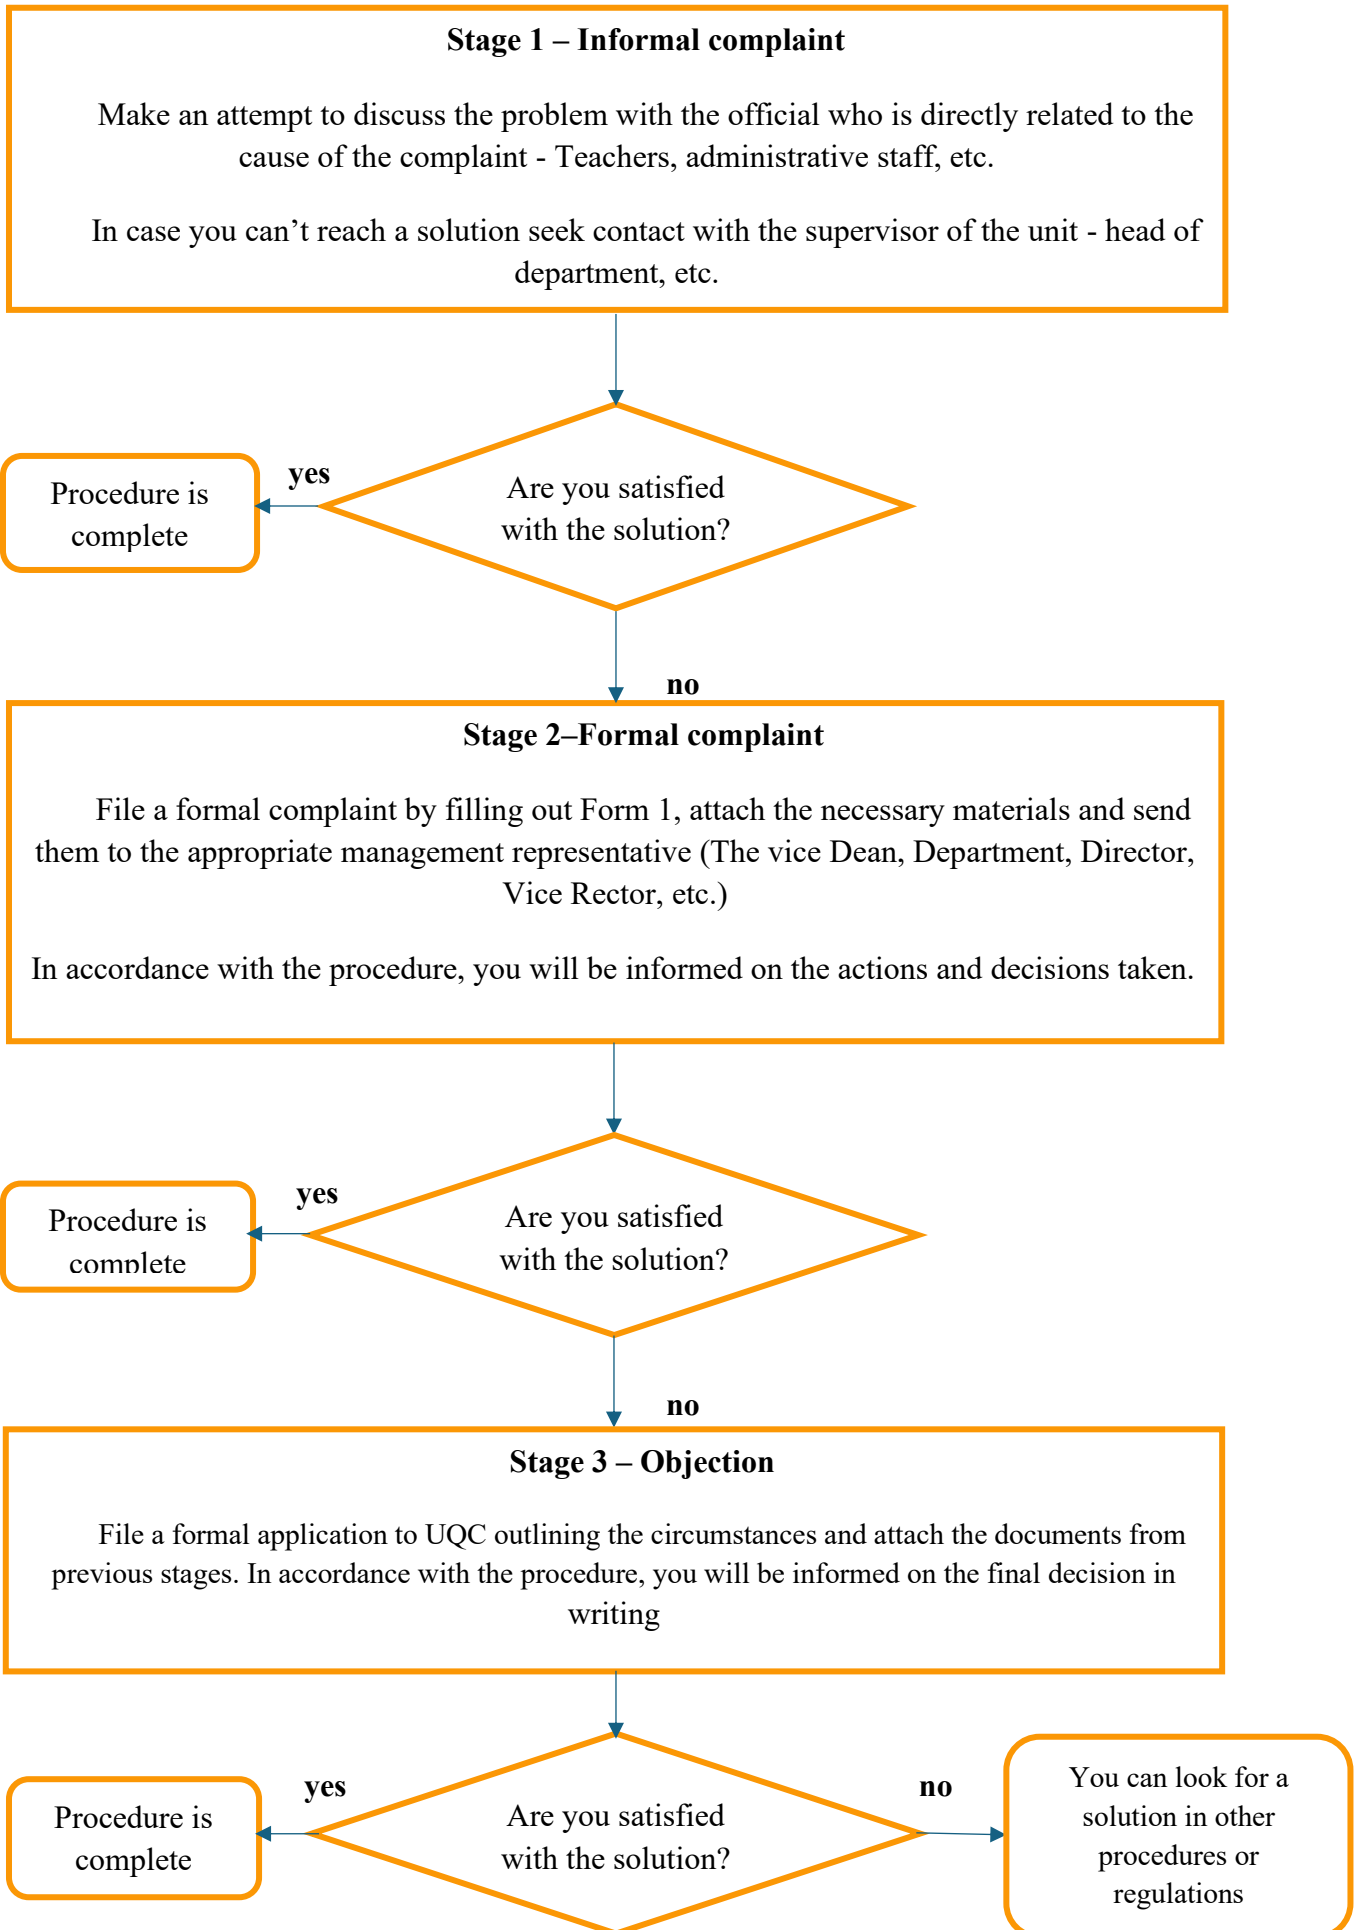 Stage 1 – Informal complaint
Make an attempt to discuss the problem with the official who is directly related to the
cause of the complaint - Teachers, administrative staff, etc.
In case you can’t reach a solution seek contact with the supervisor of the unit - head of
department, etc.
yes
Procedure is
complete
Are you satisfied
with the solution?
no
Stage 2–Formal complaint
File a formal complaint by filling out Form 1, attach the necessary materials and send
them to the appropriate management representative (The vice Dean, Department, Director,
Vice Rector, etc.)
In accordance with the procedure, you will be informed on the actions and decisions taken.
yes
Procedure is
complete
Are you satisfied
with the solution?
no
Stage 3 – Objection
File a formal application to UQC outlining the circumstances and attach the documents from
previous stages. In accordance with the procedure, you will be informed on the final decision in
writing
yes
Procedure is
complete
Are you satisfied
with the solution?
no
You can look for a
solution in other
procedures or
regulations